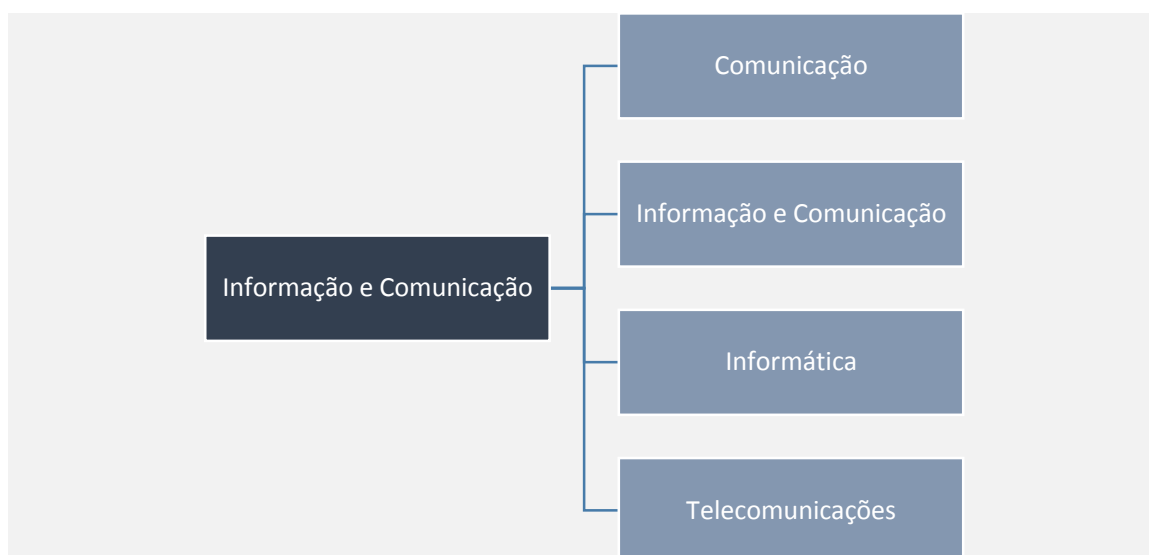 Comunicação
Informação e Comunicação
Informação e Comunicação
Informática
Telecomunicações